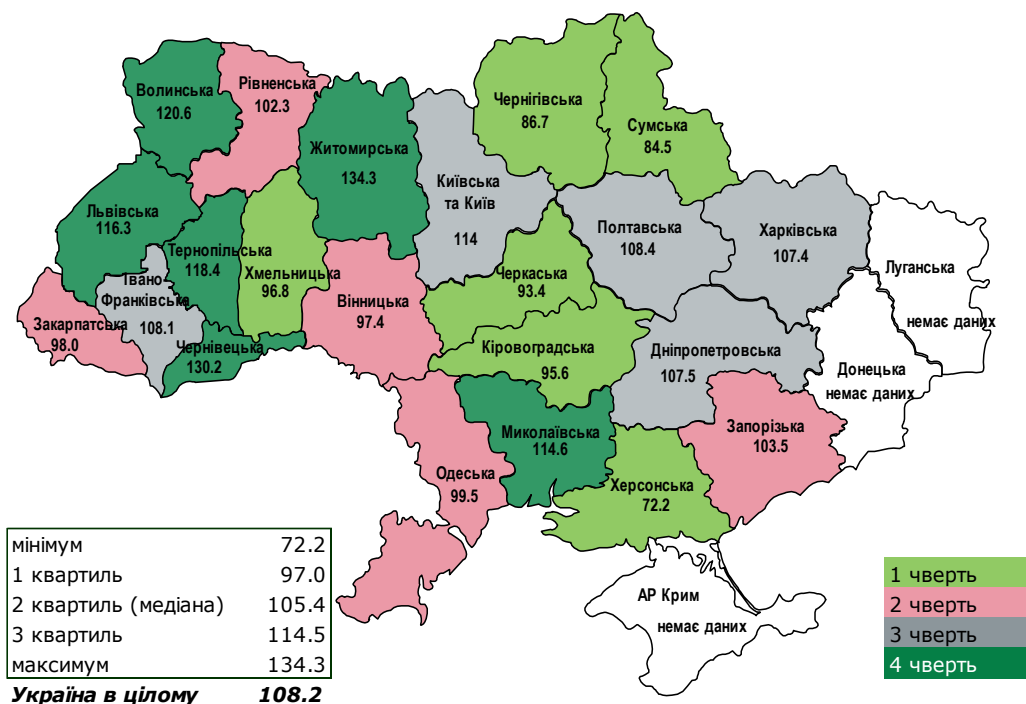 Волинська
120.6
Рівненська
102.3
Житомирська
134.3
Київська
та Київ
114
Чернігівська
86.7
Сумська
84.5
Львівська
116.3
Тернопільська
118.4
Хмельницька
96.8
Вінницька
97.4
Черкаська
93.4
Полтавська
108.4
Харківська
107.4
Луганська
немає даних
Закарпатська
98.0
Івано-
Франківська
108.1
Чернівецька
130.2
Кіровоградська
95.6
Дніпропетровська
107.5
Донецька
немає даних
Одеська
99.5
Миколаївська
114.6
Херсонська
72.2
Запорізька
103.5
АР Крим
немає даних
мінімум 72.2
1 квартиль 97.0
2 квартиль (медіана) 105.4
3 квартиль 114.5
максимум 134.3
Україна в цілому 108.2
1 чверть
2 чверть
3 чверть
4 чверть